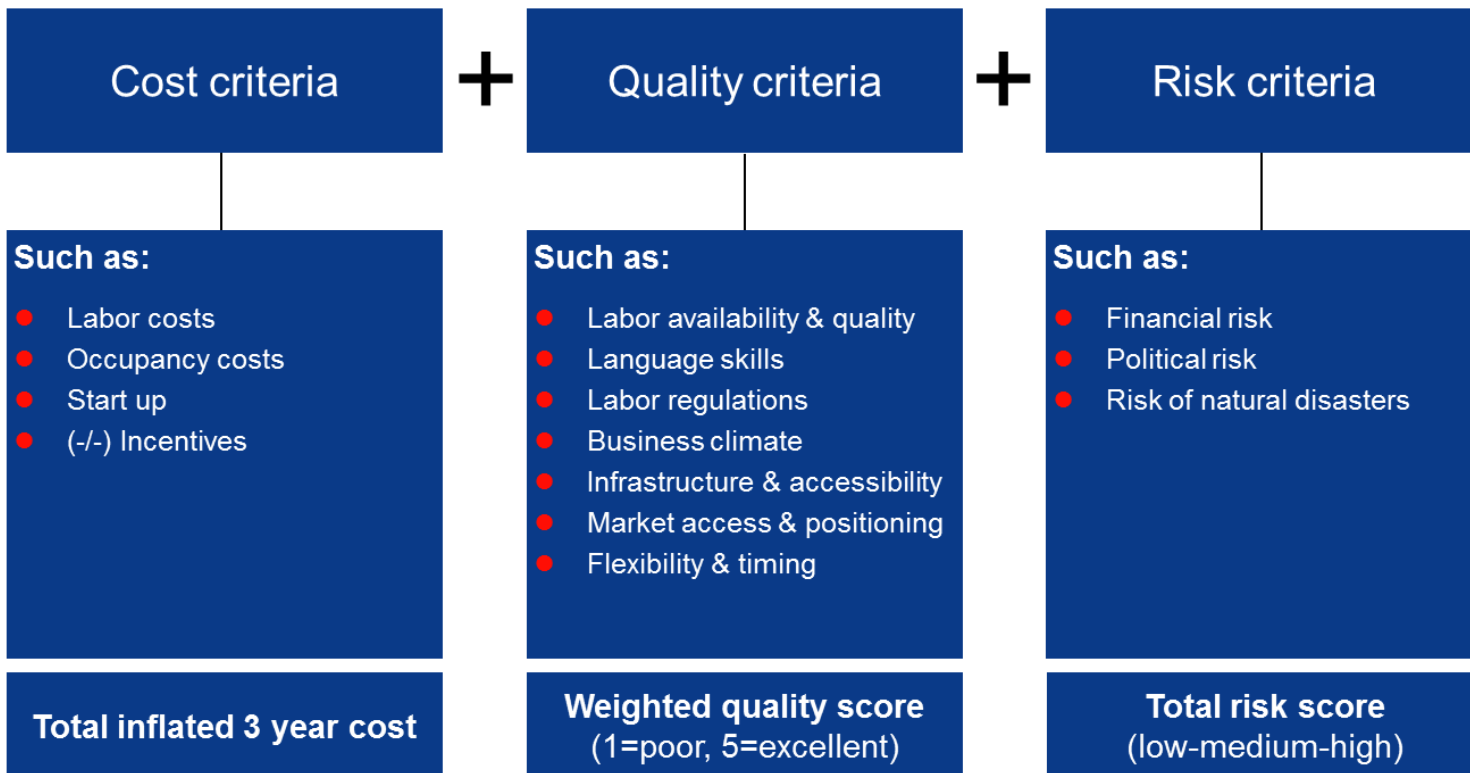 Cost criteria
+
Quality criteria
+
Risk criteria
Such as:
Labor costs
Occupancy costs
Start up
(-/-) Incentives
Total inflated 3 year cost
Such as:
Labor availability & quality
Language skills
Labor regulations
Business climate
Infrastructure & accessibility
Market access & positioning
Flexibility & timing
Weighted quality score
(1=poor, 5=excellent)
Such as:
Financial risk
Political risk
Risk of natural disasters
Total risk score
(low-medium-high)